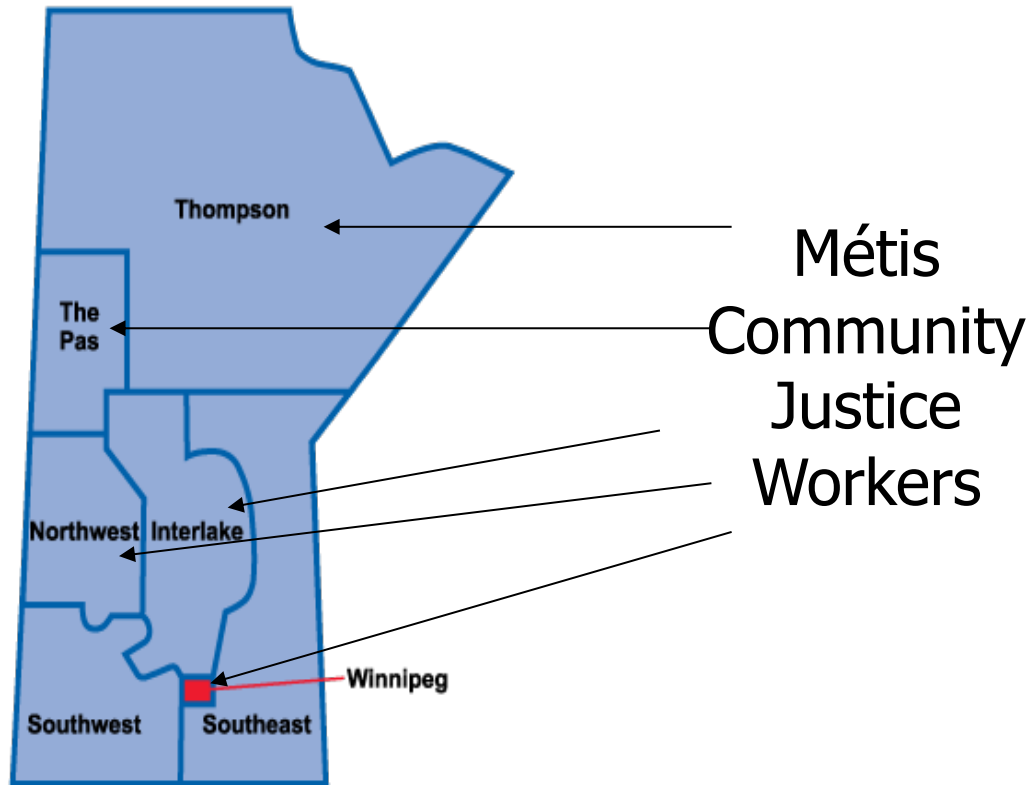 Thompson
The
Pas
Métis
Community
Justice
Workers
Northwest
Interlake
Winnipeg
Southwest
Southeast